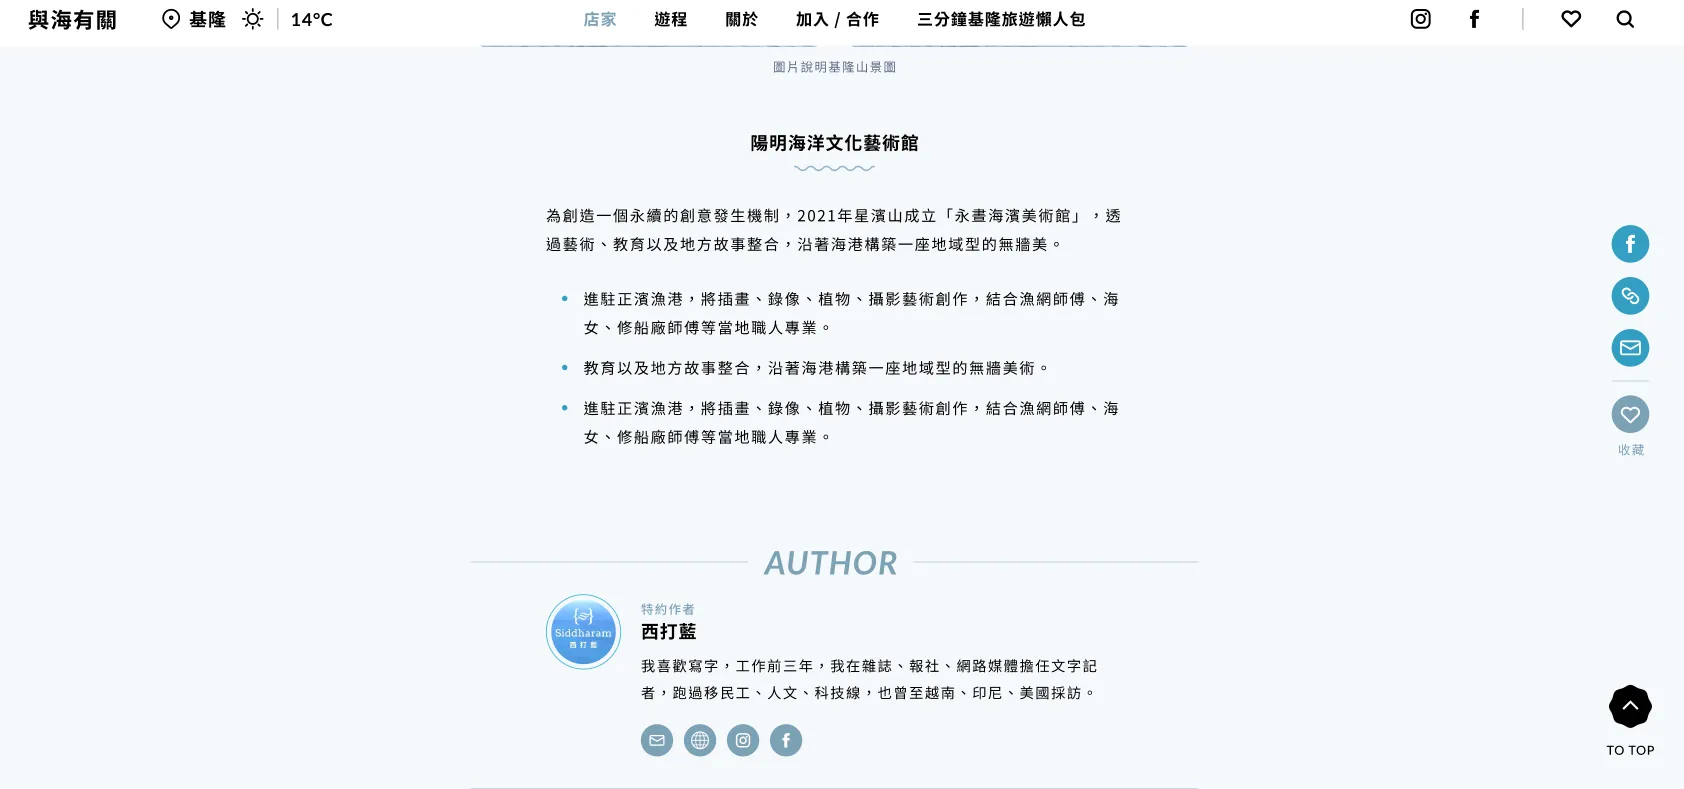 與海有關 基隆 14°C 店家 遊程 關於 加入 / 合作 三分鐘基隆旅遊懶人包
圖片說明基隆山景圖
陽明海洋文化藝術館
為創造一個永續的創意發生機制，2021年星濱山成立「永晝海濱美術館」，透
過藝術、教育以及地方故事整合，沿著海港構築一座地域型的無牆美。
進駐正濱漁港，將插畫、錄像、植物、攝影藝術創作，結合漁網師傅、海
女、修船廠師傅等當地職人專業。
教育以及地方故事整合，沿著海港構築一座地域型的無牆美術。
進駐正濱漁港，將插畫、錄像、植物、攝影藝術創作，結合漁網師傅、海
女、修船廠師傅等當地職人專業。
收藏
AUTHOR
Siddharam
西打藍
特約作者
西打藍
我喜歡寫字，工作前三年，我在雜誌、報社、網路媒體擔任文字記
者，跑過移民工、人文、科技線，也曾至越南、印尼、美國採訪。
TO TOP